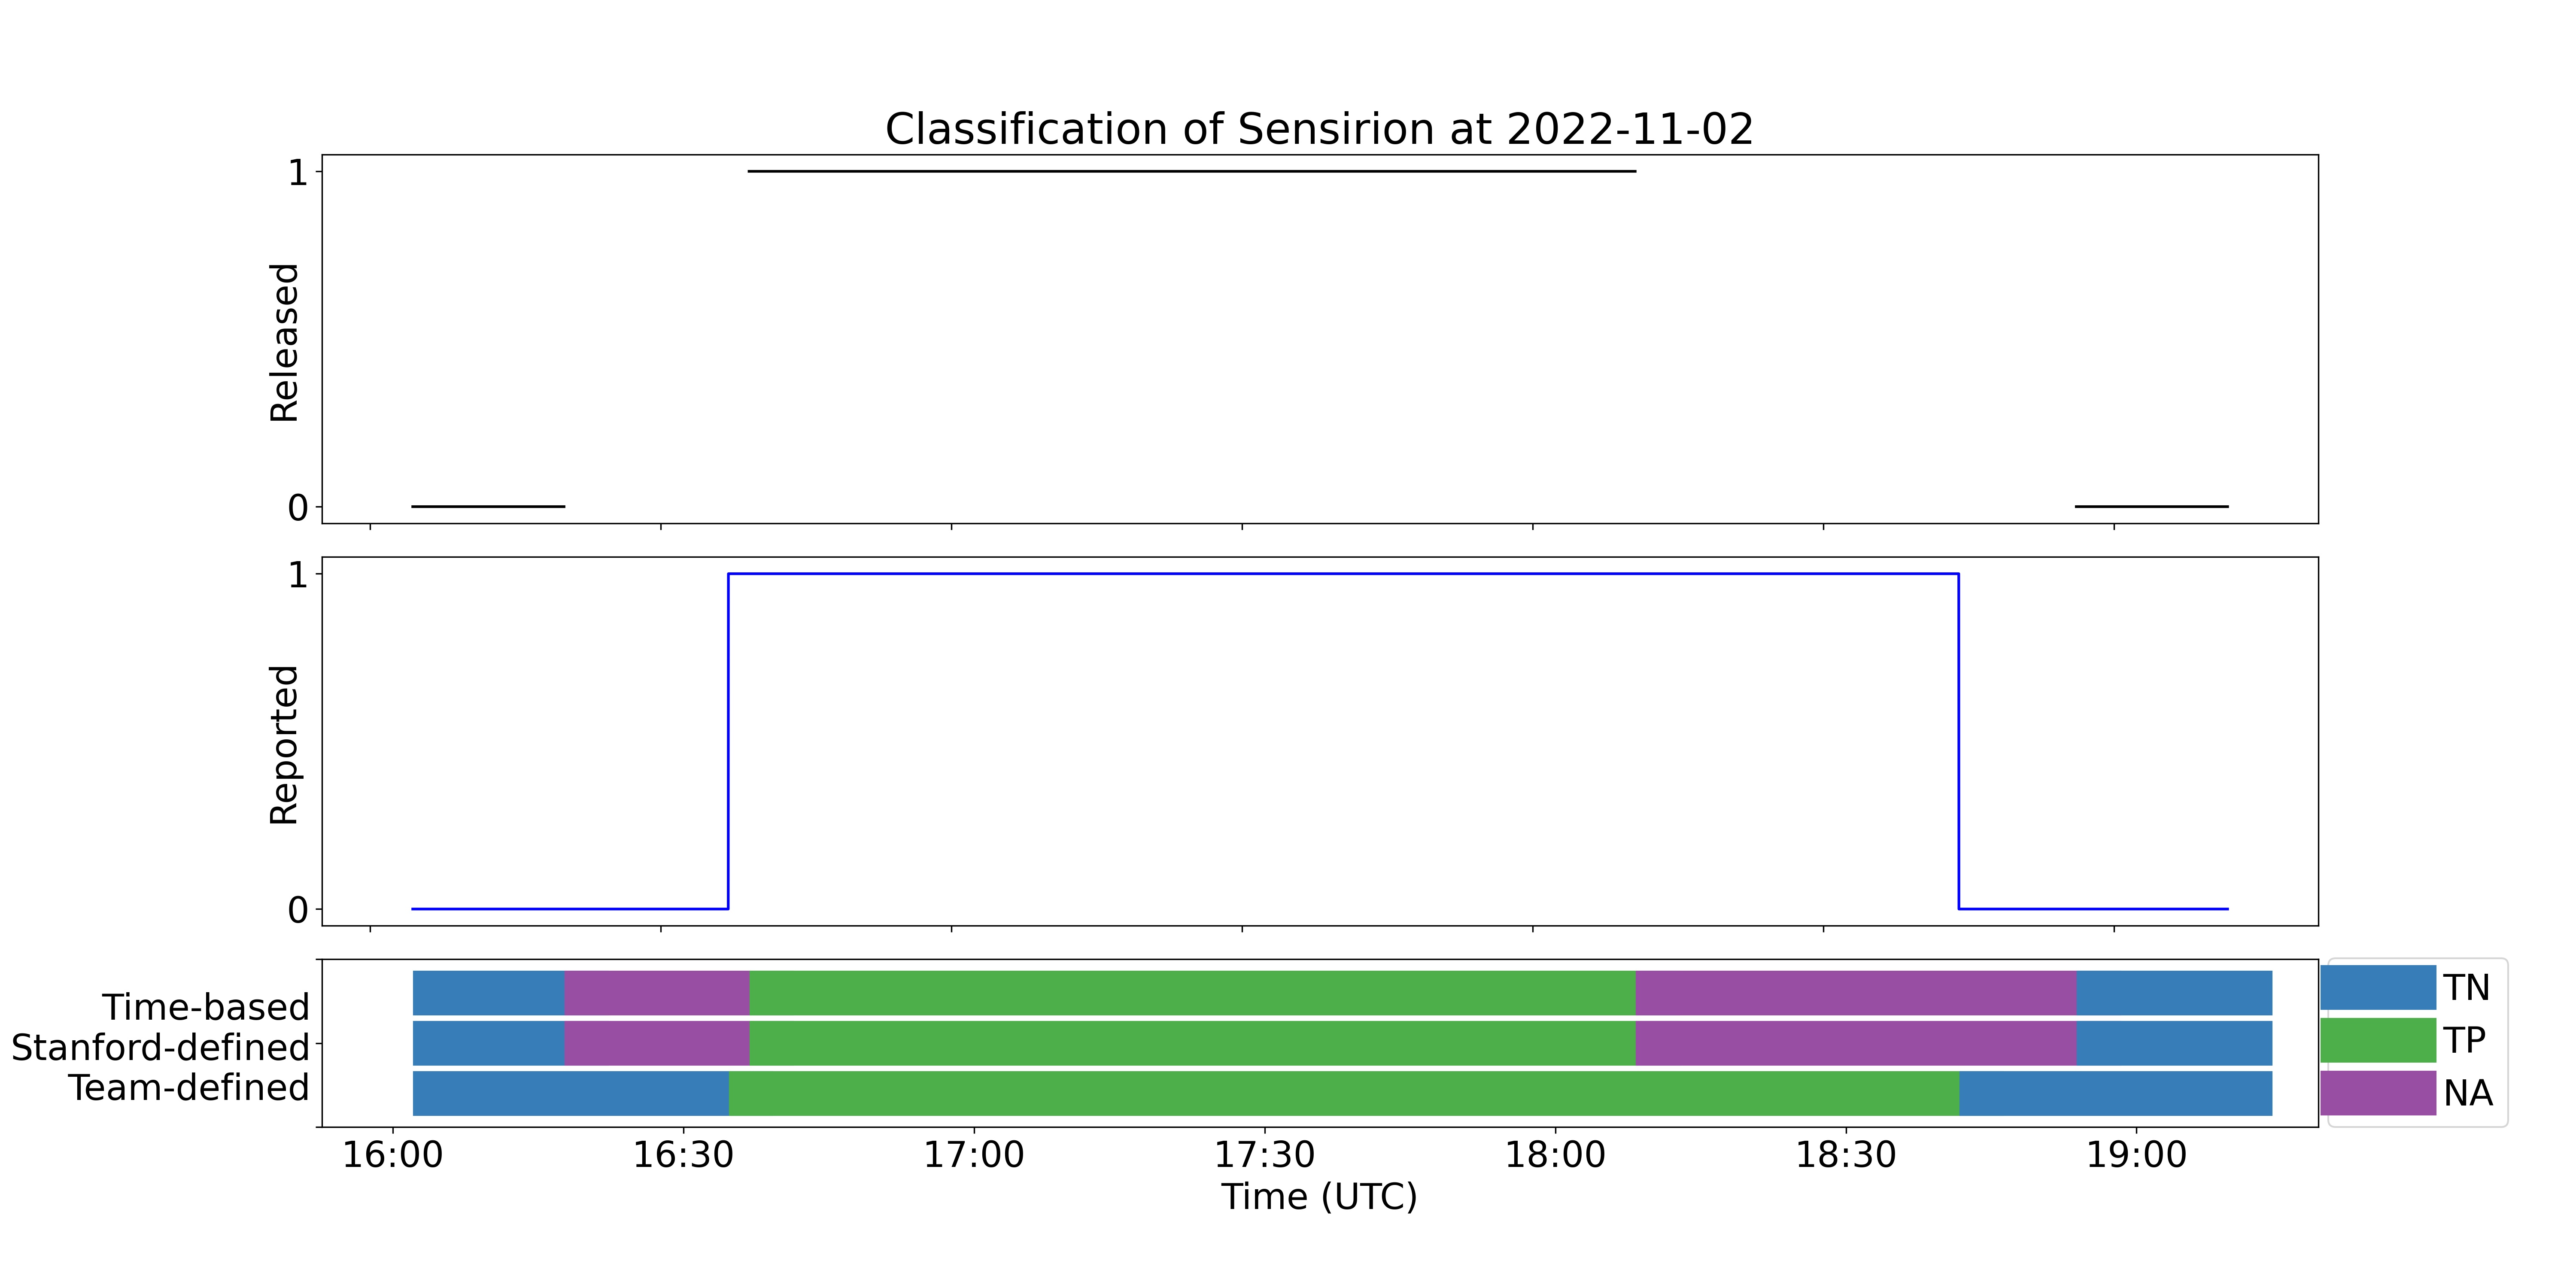 Classification of Sensirion at 2022-11-02
1
Released
0
1
Reported
0
Time-based
Stanford-defined
Team-defined
TN
TP
NA
16:00 16:30 17:00 17:30 18:00 18:30 19:00
Time (UTC)